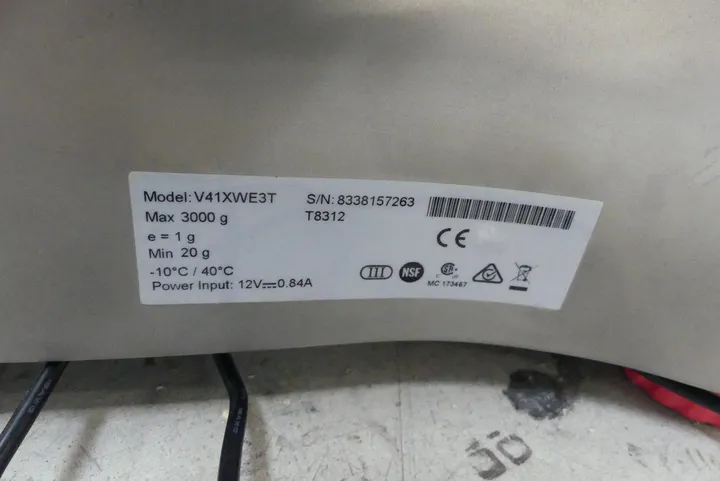 Model: V41XWE3T S/N: 8338157263
Max 3000 g T8312
e = 1 g
Min 20 g
-10°C / 40°C
Power Input: 12V⎓0.84A
CE
III NSF
MC 173467